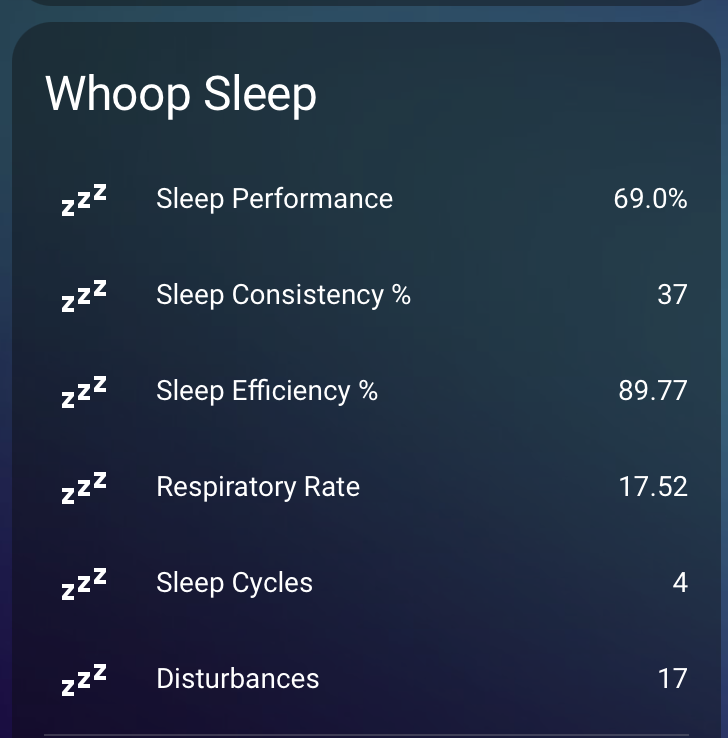 Whoop Sleep
zzz Sleep Performance 69.0%
zzz Sleep Consistency % 37
zzz Sleep Efficiency % 89.77
zzz Respiratory Rate 17.52
zzz Sleep Cycles 4
zzz Disturbances 17